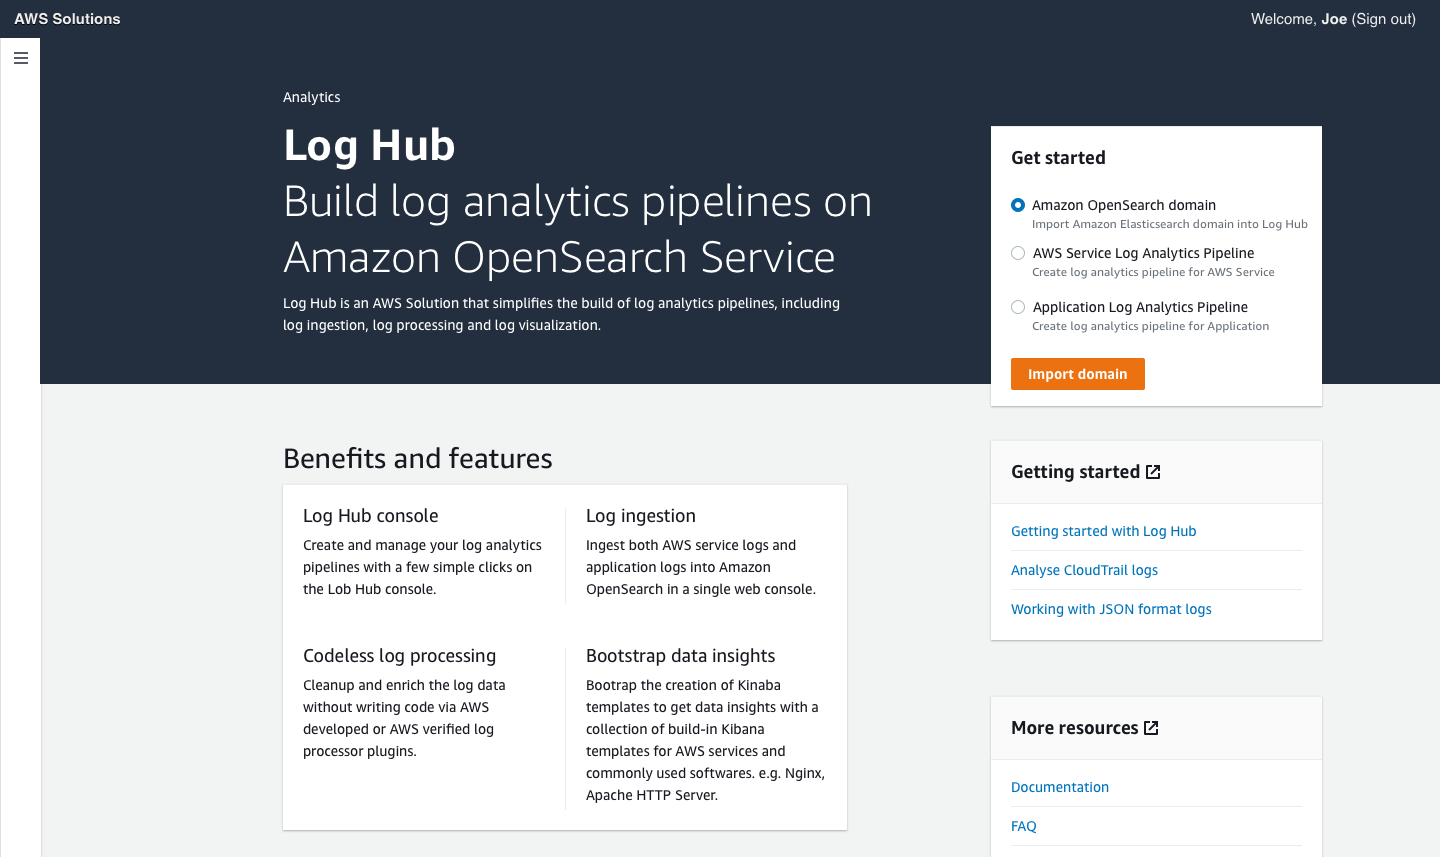 AWS Solutions
Welcome, Joe (Sign out)
Analytics
Log Hub
Build log analytics pipelines on
Amazon OpenSearch Service
Log Hub is an AWS Solution that simplifies the build of log analytics pipelines, including
log ingestion, log processing and log visualization.
Get started
Amazon OpenSearch domain
Import Amazon Elasticsearch domain into Log Hub
AWS Service Log Analytics Pipeline
Create log analytics pipeline for AWS Service
Application Log Analytics Pipeline
Create log analytics pipeline for Application
Import domain
Benefits and features
Log Hub console
Create and manage your log analytics
pipelines with a few simple clicks on
the Lob Hub console.
Log ingestion
Ingest both AWS service logs and
application logs into Amazon
OpenSearch in a single web console.
Codeless log processing
Cleanup and enrich the log data
without writing code via AWS
developed or AWS verified log
processor plugins.
Bootstrap data insights
Bootrap the creation of Kinaba
templates to get data insights with a
collection of build-in Kibana
templates for AWS services and
commonly used softwares. e.g. Nginx,
Apache HTTP Server.
Getting started
Getting started with Log Hub
Analyse CloudTrail logs
Working with JSON format logs
More resources
Documentation
FAQ